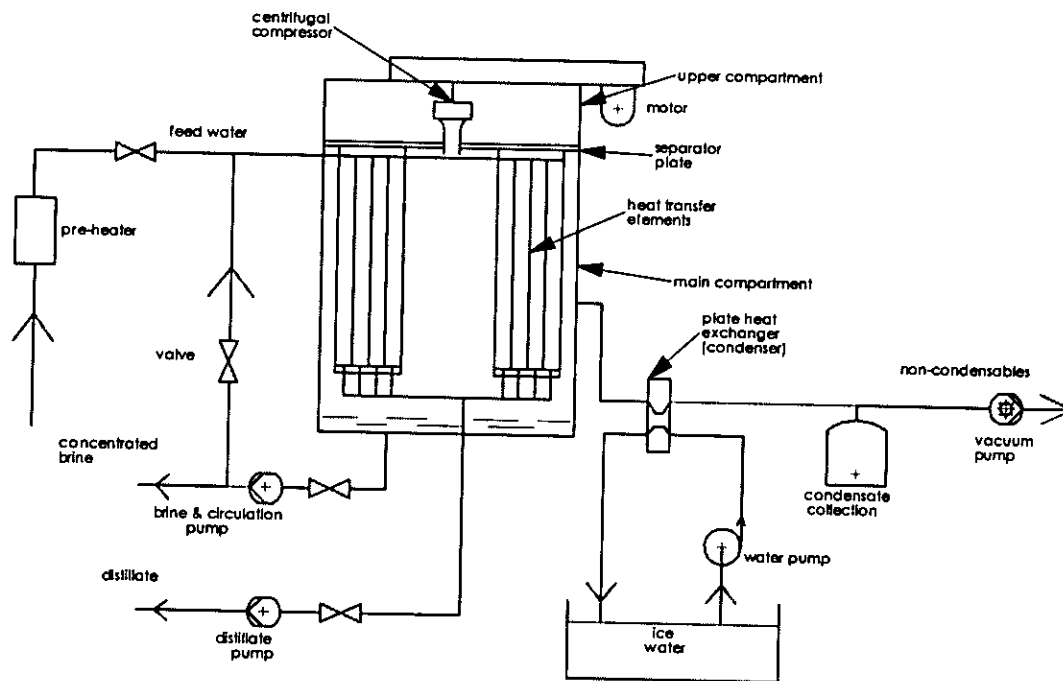 centrifugal
compressor
upper compartment
motor
feed water
separator
plate
pre-heater
heat transfer
elements
main compartment
plate heat
exchanger
(condenser)
valve
non-condensables
vacuum
pump
concentrated
brine
condensate
collection
brine & circulation
pump
water pump
distillate
distillate
pump
ice
water